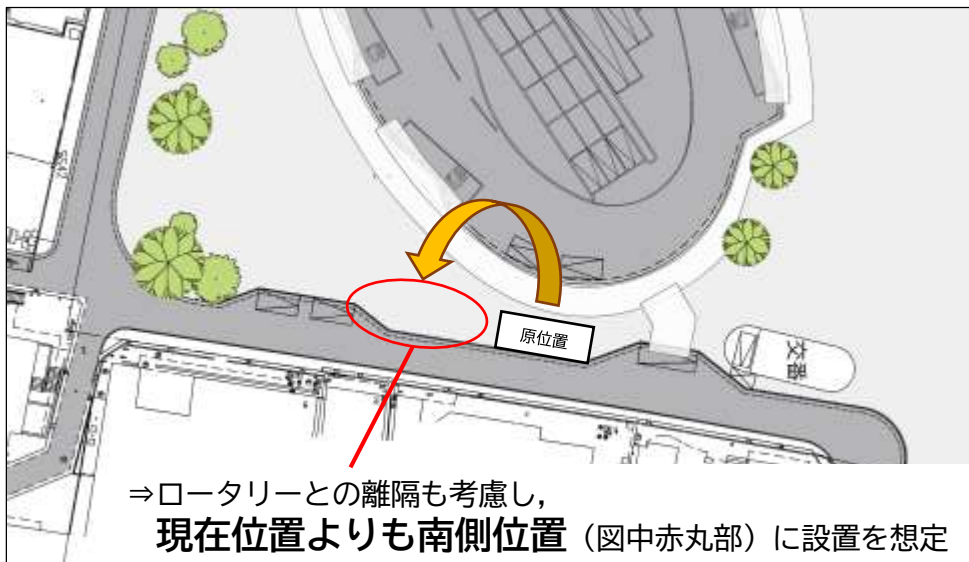 原位置
交番
⇒ロータリーとの離隔も考慮し,
現在位置よりも南側位置（図中赤丸部）に設置を想定